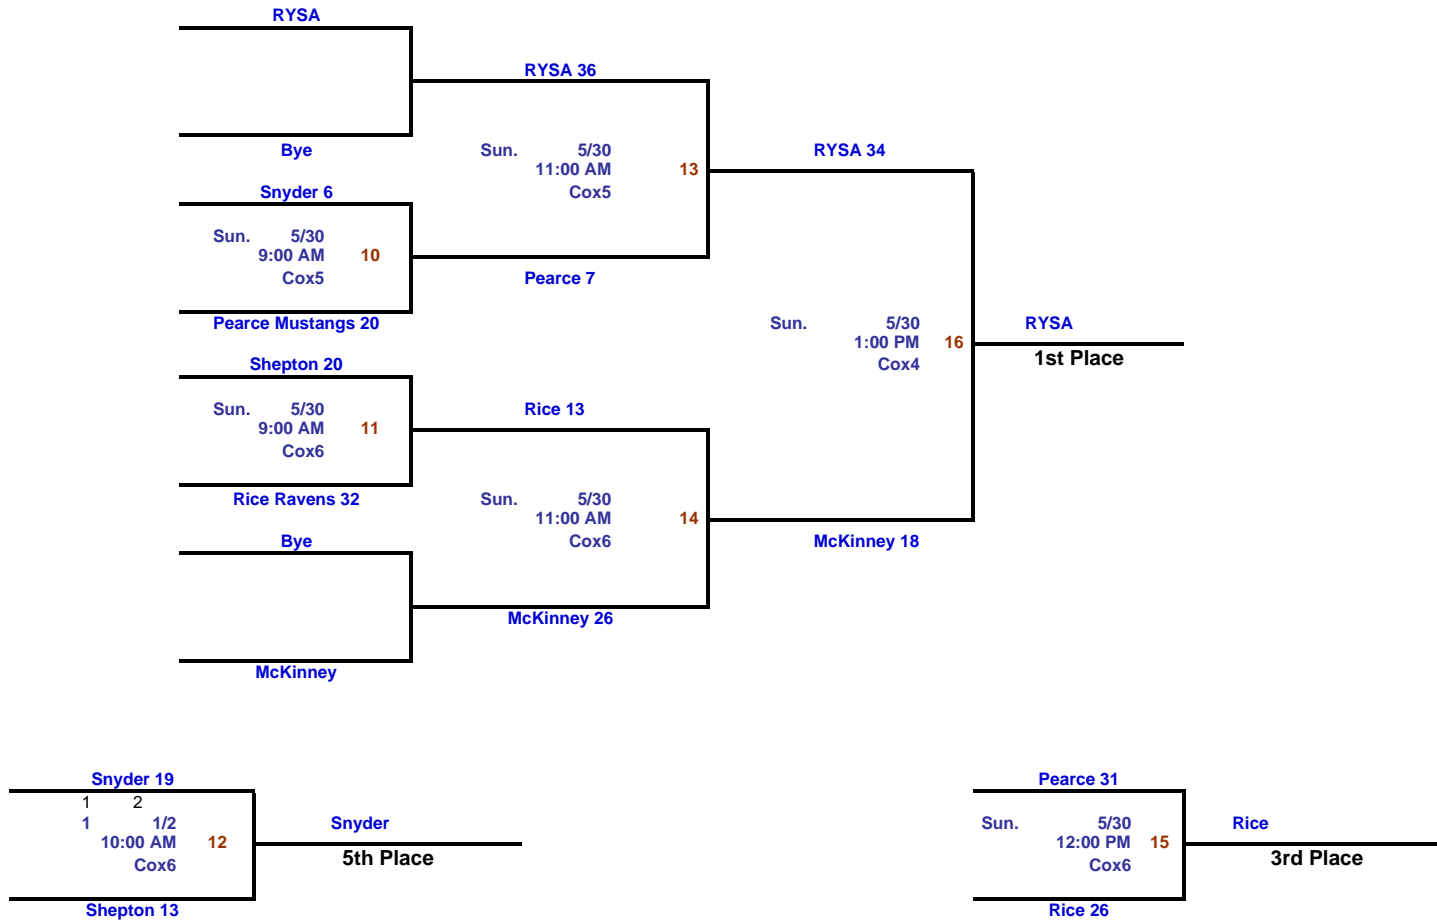 RYSA
RYSA 36
Bye
Sun. 5/30
11:00 AM 13
Cox5
RYSA 34
Snyder 6
Sun. 5/30
9:00 AM 10
Cox5
Pearce 7
Pearce Mustangs 20
Sun. 5/30
1:00 PM 16
Cox4
RYSA
1st Place
Shepton 20
Sun. 5/30
9:00 AM 11
Cox6
Rice 13
Rice Ravens 32
Sun. 5/30
11:00 AM 14
Cox6
Bye
McKinney 18
McKinney 26
McKinney
Snyder 19
1 2
1 1/2
10:00 AM 12
Cox6
Snyder
5th Place
Shepton 13
Pearce 31
Sun. 5/30
12:00 PM 15
Cox6
Rice
3rd Place
Rice 26